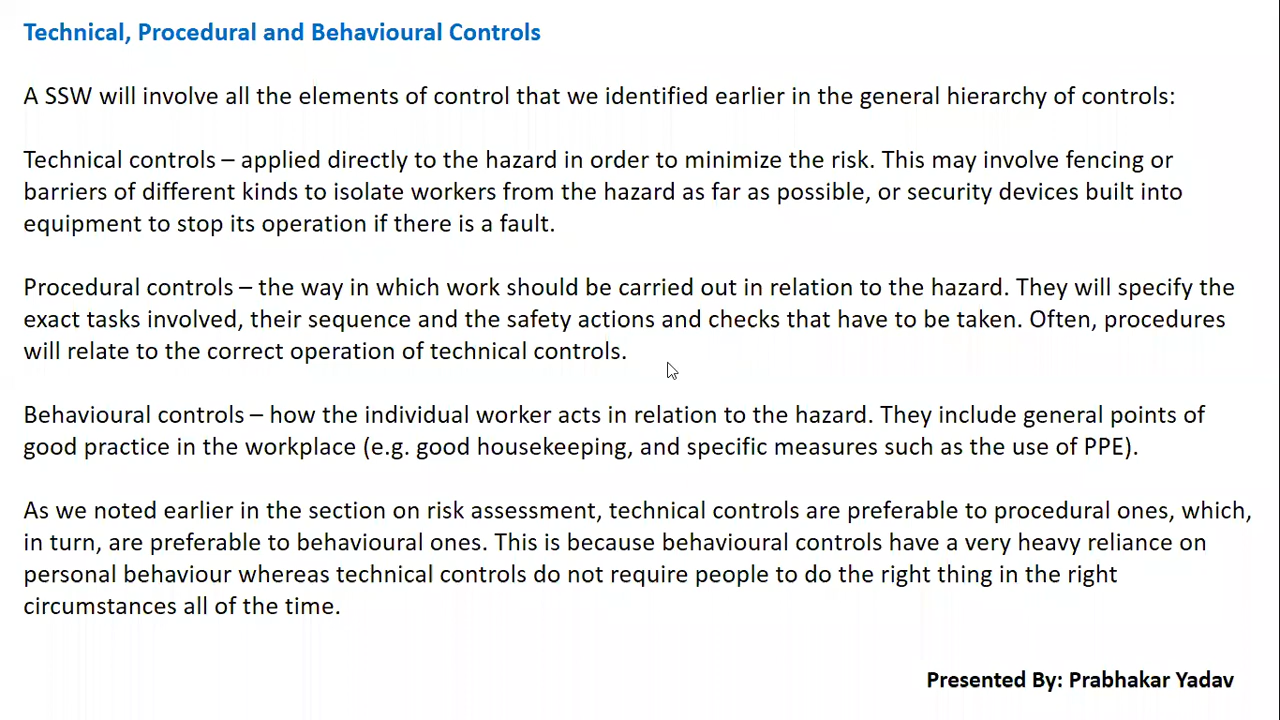 Technical, Procedural and Behavioural Controls
A SSW will involve all the elements of control that we identified earlier in the general hierarchy of controls:
Technical controls – applied directly to the hazard in order to minimize the risk. This may involve fencing or
barriers of different kinds to isolate workers from the hazard as far as possible, or security devices built into
equipment to stop its operation if there is a fault.
Procedural controls – the way in which work should be carried out in relation to the hazard. They will specify the
exact tasks involved, their sequence and the safety actions and checks that have to be taken. Often, procedures
will relate to the correct operation of technical controls.
Behavioural controls – how the individual worker acts in relation to the hazard. They include general points of
good practice in the workplace (e.g. good housekeeping, and specific measures such as the use of PPE).
As we noted earlier in the section on risk assessment, technical controls are preferable to procedural ones, which,
in turn, are preferable to behavioural ones. This is because behavioural controls have a very heavy reliance on
personal behaviour whereas technical controls do not require people to do the right thing in the right
circumstances all of the time.
Presented By: Prabhakar Yadav